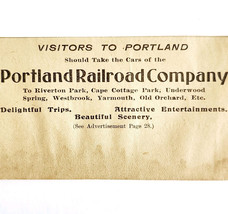 VISITORS TO PORTLAND
Should Take the Cars of the
Portland Railroad Company
To Riverton Park, Cape Cottage Park, Underwood
Spring, Westbrook, Yarmouth, Old Orchard, Etc.
Delightful Trips. Attractive Entertainments.
Beautiful Scenery.
(See Advertisement Page 28.)